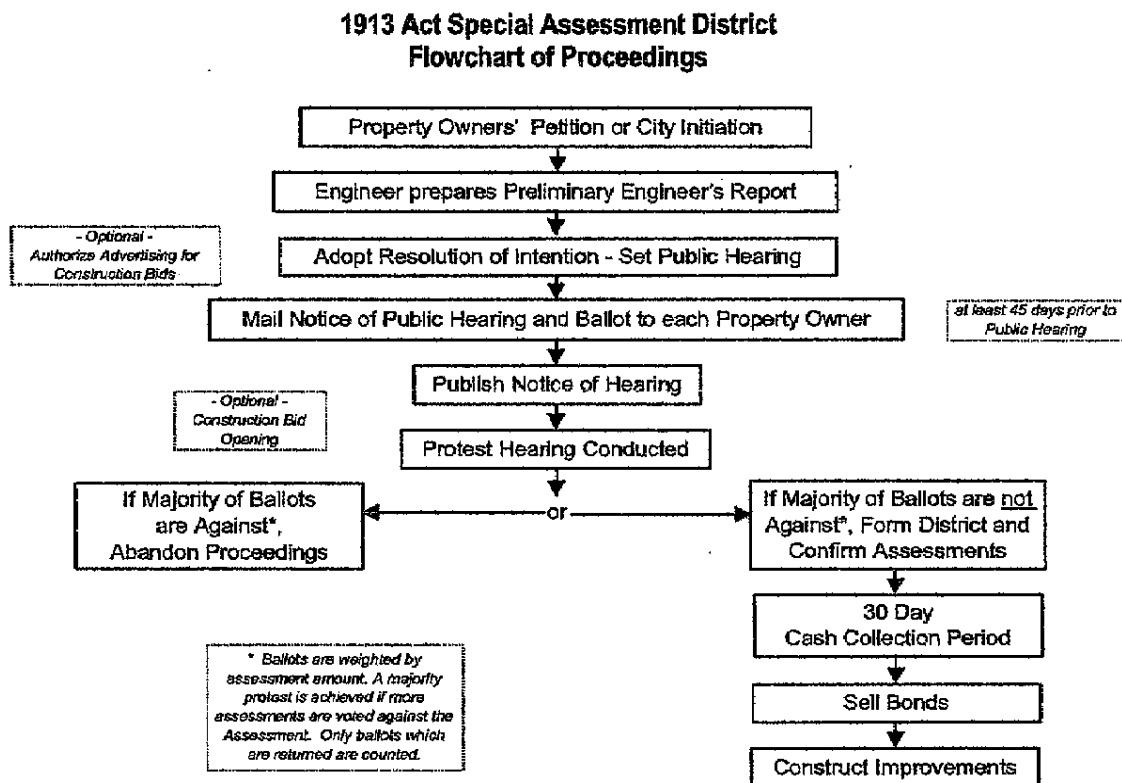 1913 Act Special Assessment District
Flowchart of Proceedings
Property Owners' Petition or City Initiation
Engineer prepares Preliminary Engineer's Report
- Optional -
Authorize Advertising for
Construction Bids
Adopt Resolution of Intention - Set Public Hearing
Mail Notice of Public Hearing and Ballot to each Property Owner
at least 45 days prior to
Public Hearing
Publish Notice of Hearing
- Optional -
Construction Bid
Opening
Protest Hearing Conducted
If Majority of Ballots
are Against*,
Abandon Proceedings
or
If Majority of Ballots are not
Against*, Form District and
Confirm Assessments
30 Day
Cash Collection Period
* Ballots are weighted by
assessment amount. A majority
protest is achieved if more
assessments are voted against the
Assessment. Only ballots which
are returned are counted.
Sell Bonds
Construct Improvements